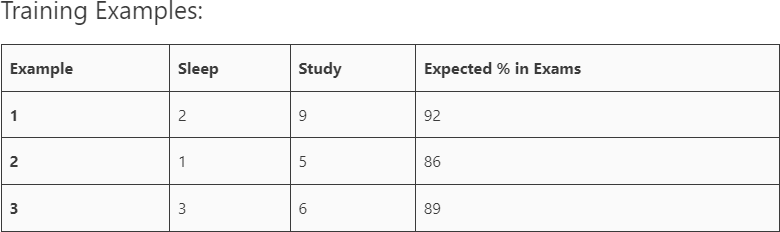 Training Examples:
Example Sleep Study Expected % in Exams
1 2 9 92
2 1 5 86
3 3 6 89